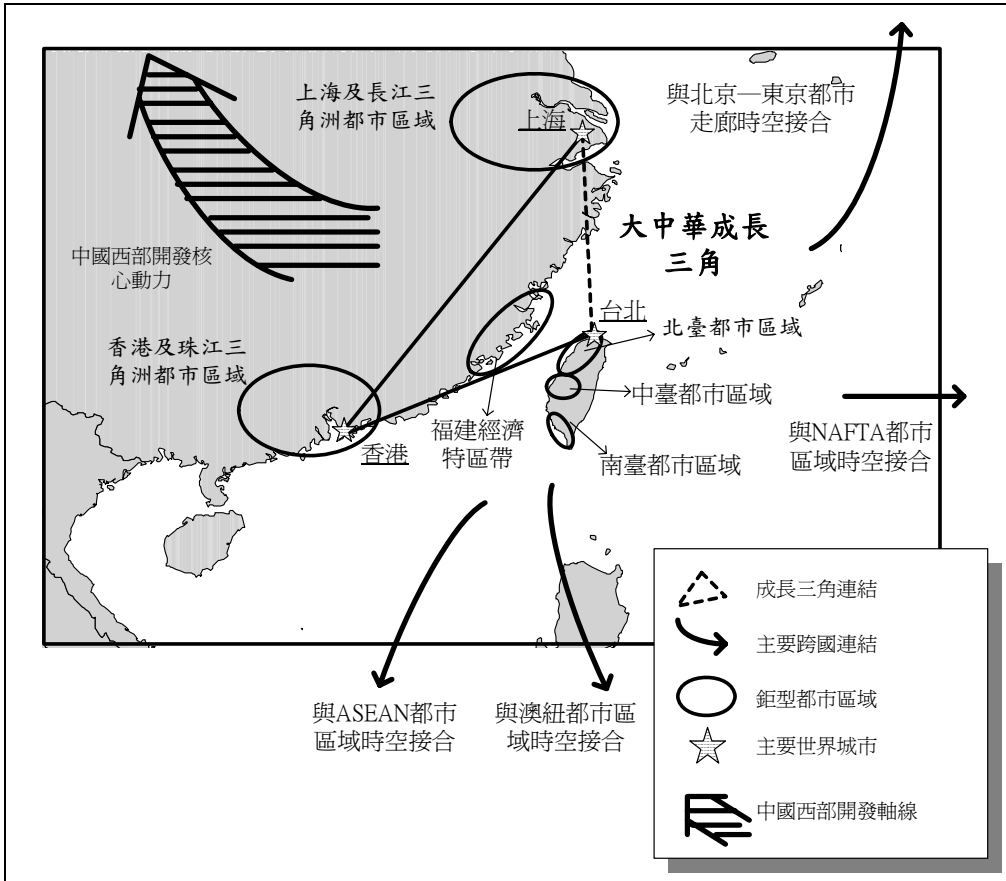 上海及長江三
角洲都市區域
上海
與北京—東京都市
走廊時空接合
大中華成長
三角
中國西部開發核
心動力
台北
北臺都市區域
香港及珠江三
角洲都市區域
中臺都市區域
福建經濟
特區帶
香港
南臺都市區域
與NAFTA都市
區域時空接合
與ASEAN都市
區域時空接合
與澳紐都市區
域時空接合
成長三角連結
主要跨國連結
鉅型都市區域
主要世界城市
中國西部開發軸線